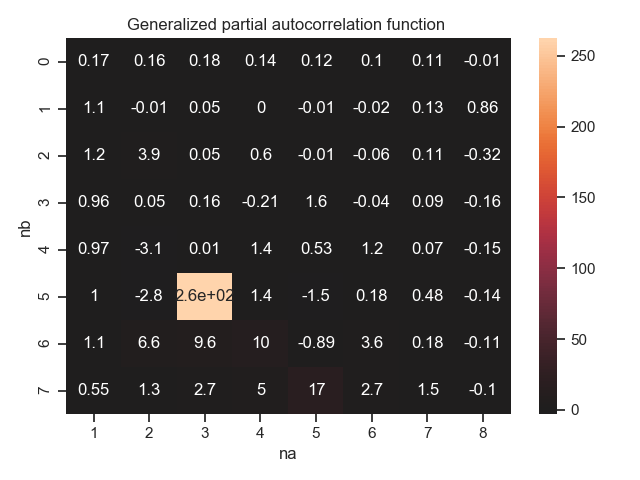 Generalized partial autocorrelation function
0 0.17 0.16 0.18 0.14 0.12 0.1 0.11 -0.01
1 1.1 -0.01 0.05 0 -0.01 -0.02 0.13 0.86
2 1.2 3.9 0.05 0.6 -0.01 -0.06 0.11 -0.32
3 0.96 0.05 0.16 -0.21 1.6 -0.04 0.09 -0.16
4 0.97 -3.1 0.01 1.4 0.53 1.2 0.07 -0.15
5 1 -2.8 2.6e+02 1.4 -1.5 0.18 0.48 -0.14
6 1.1 6.6 9.6 10 -0.89 3.6 0.18 -0.11
7 0.55 1.3 2.7 5 17 2.7 1.5 -0.1
1 2 3 4 5 6 7 8
na
nb
250
200
150
100
50
0